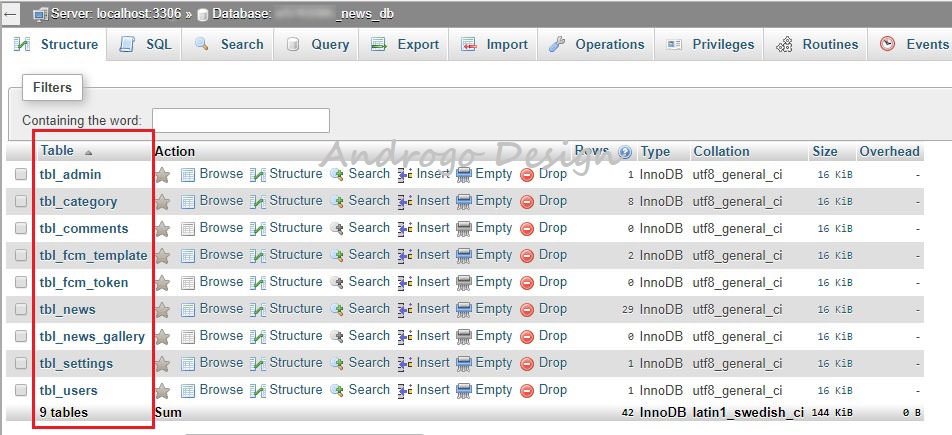 ← Server: localhost:3306 » Database: _news_db
Structure SQL Search Query Export Import Operations Privileges Routines Events
Filters
Containing the word:
Androgo Design
Table Action Rows Type Collation Size Overhead
tbl_admin Browse Structure Search Insert Empty Drop 1 InnoDB utf8_general_ci 16 KiB -
tbl_category Browse Structure Search Insert Empty Drop 8 InnoDB utf8_general_ci 16 KiB -
tbl_comments Browse Structure Search Insert Empty Drop 0 InnoDB utf8_general_ci 16 KiB -
tbl_fcm_template Browse Structure Search Insert Empty Drop 2 InnoDB utf8_general_ci 16 KiB -
tbl_fcm_token Browse Structure Search Insert Empty Drop 0 InnoDB utf8_general_ci 16 KiB -
tbl_news Browse Structure Search Insert Empty Drop 29 InnoDB utf8_general_ci 16 KiB -
tbl_news_gallery Browse Structure Search Insert Empty Drop 0 InnoDB utf8_general_ci 16 KiB -
tbl_settings Browse Structure Search Insert Empty Drop 1 InnoDB utf8_general_ci 16 KiB -
tbl_users Browse Structure Search Insert Empty Drop 1 InnoDB utf8_general_ci 16 KiB -
9 tables Sum 42 InnoDB latin1_swedish_ci 144 KiB 0 B